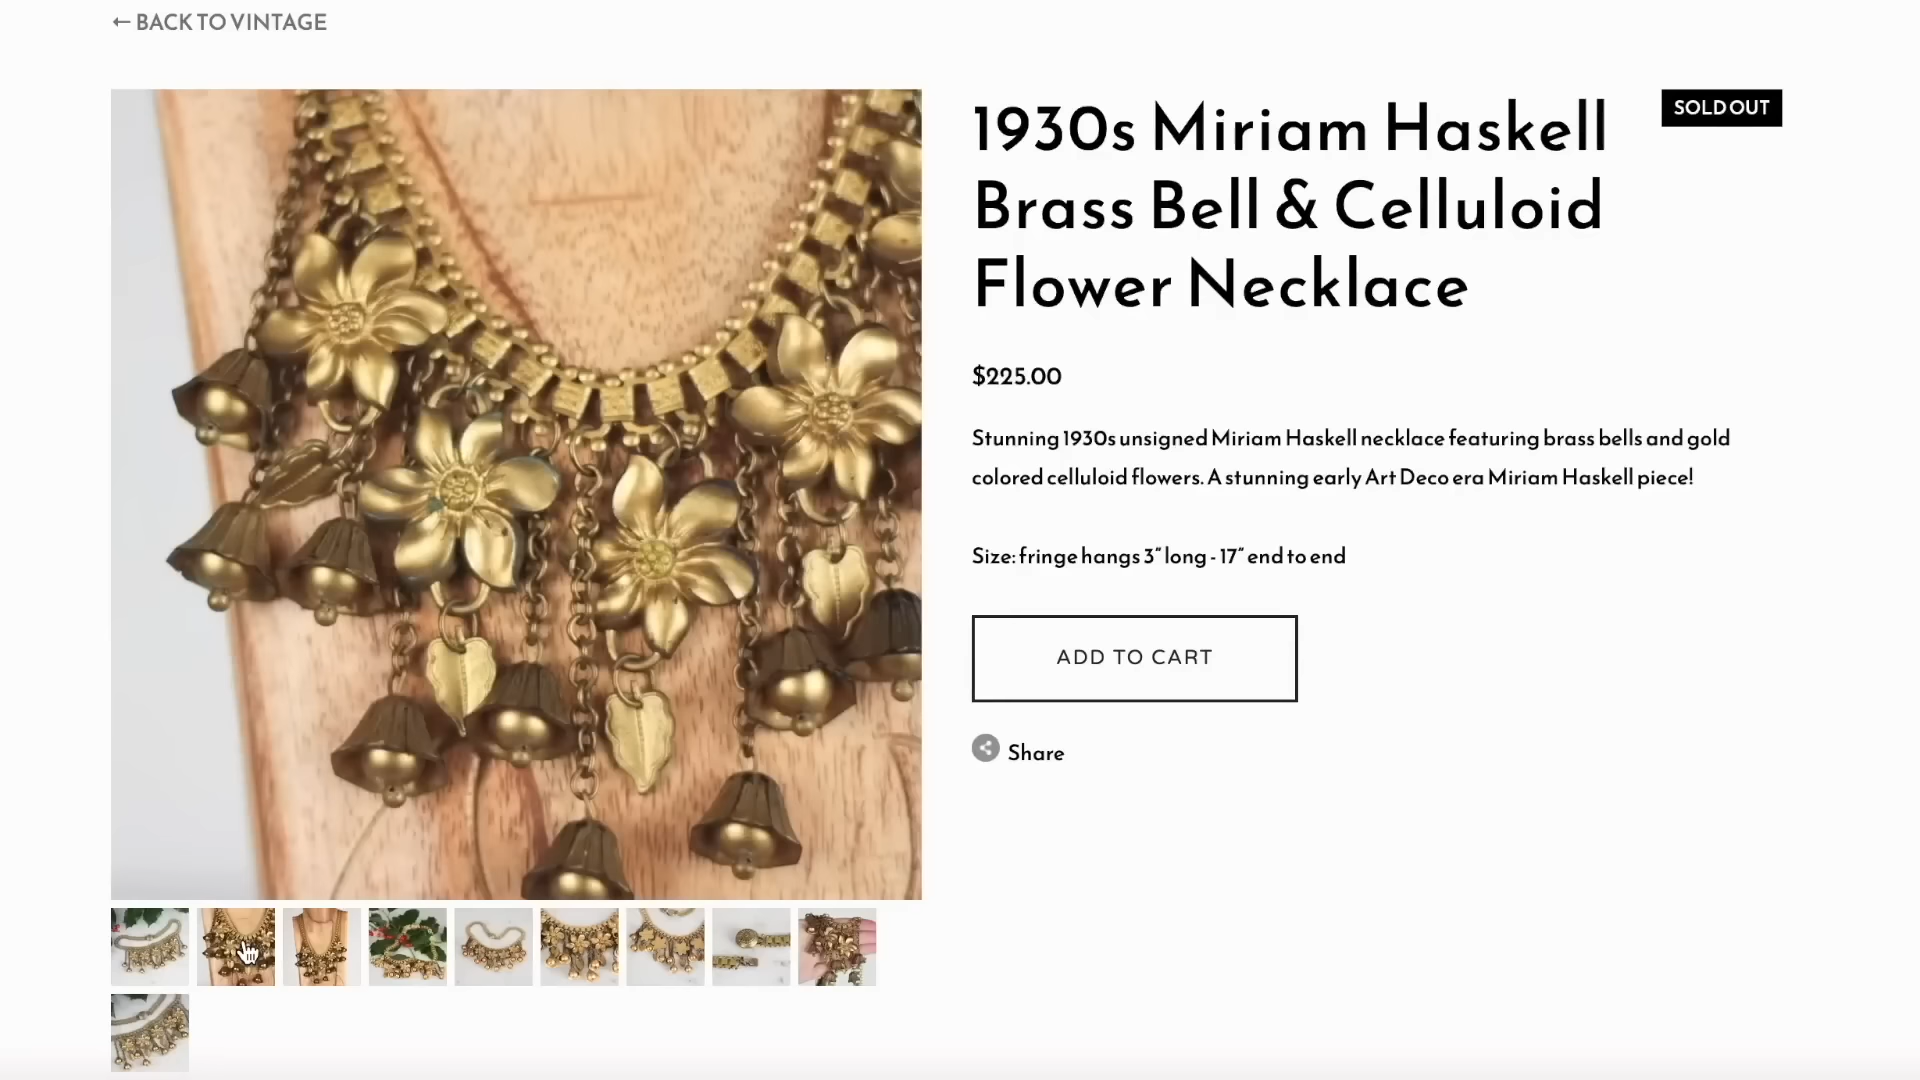 ← BACK TO VINTAGE
1930s Miriam Haskell
Brass Bell & Celluloid
Flower Necklace
SOLD OUT
$225.00
Stunning 1930s unsigned Miriam Haskell necklace featuring brass bells and gold
colored celluloid flowers. A stunning early Art Deco era Miriam Haskell piece!
Size: fringe hangs 3” long - 17” end to end
ADD TO CART
Share